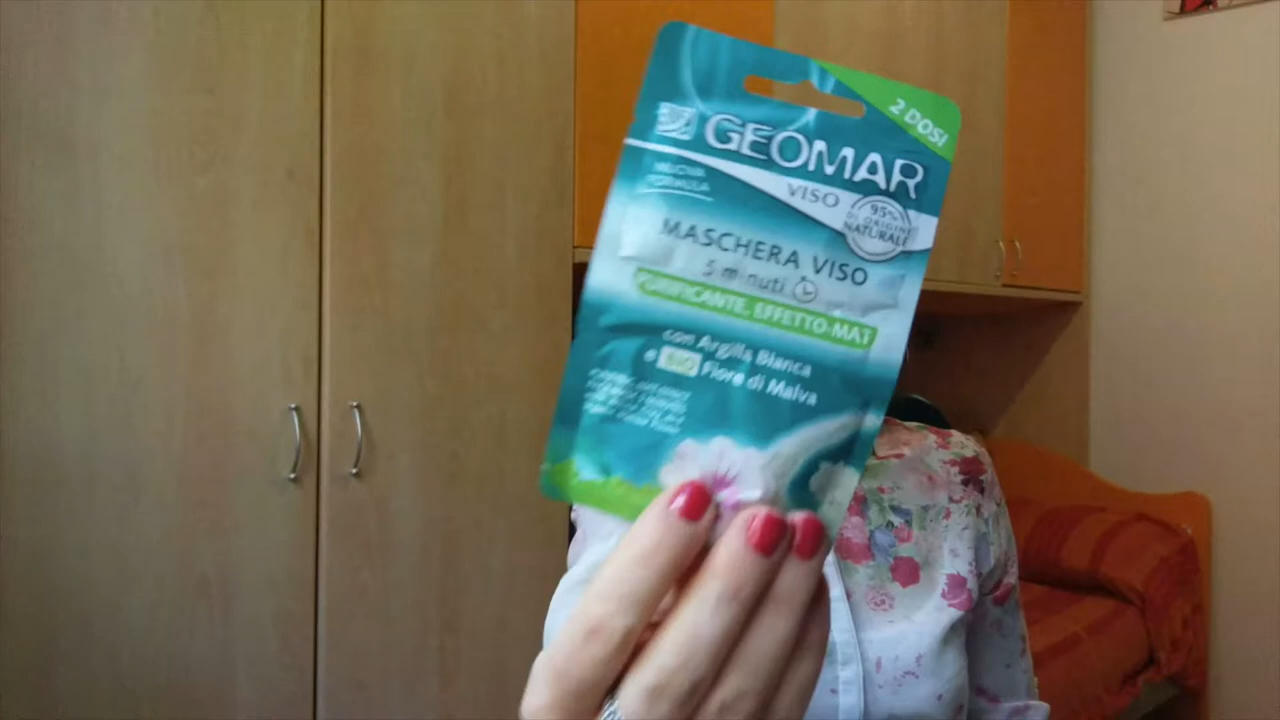 2 DOSI
GEOMAR
VISO
NUOVA
FORMULA
95%
DI ORIGINE
NATURALE
MASCHERA VISO
5 minuti
PURIFICANTE, EFFETTO MAT
con Argilla Bianca
e BIO Fiore di Malva